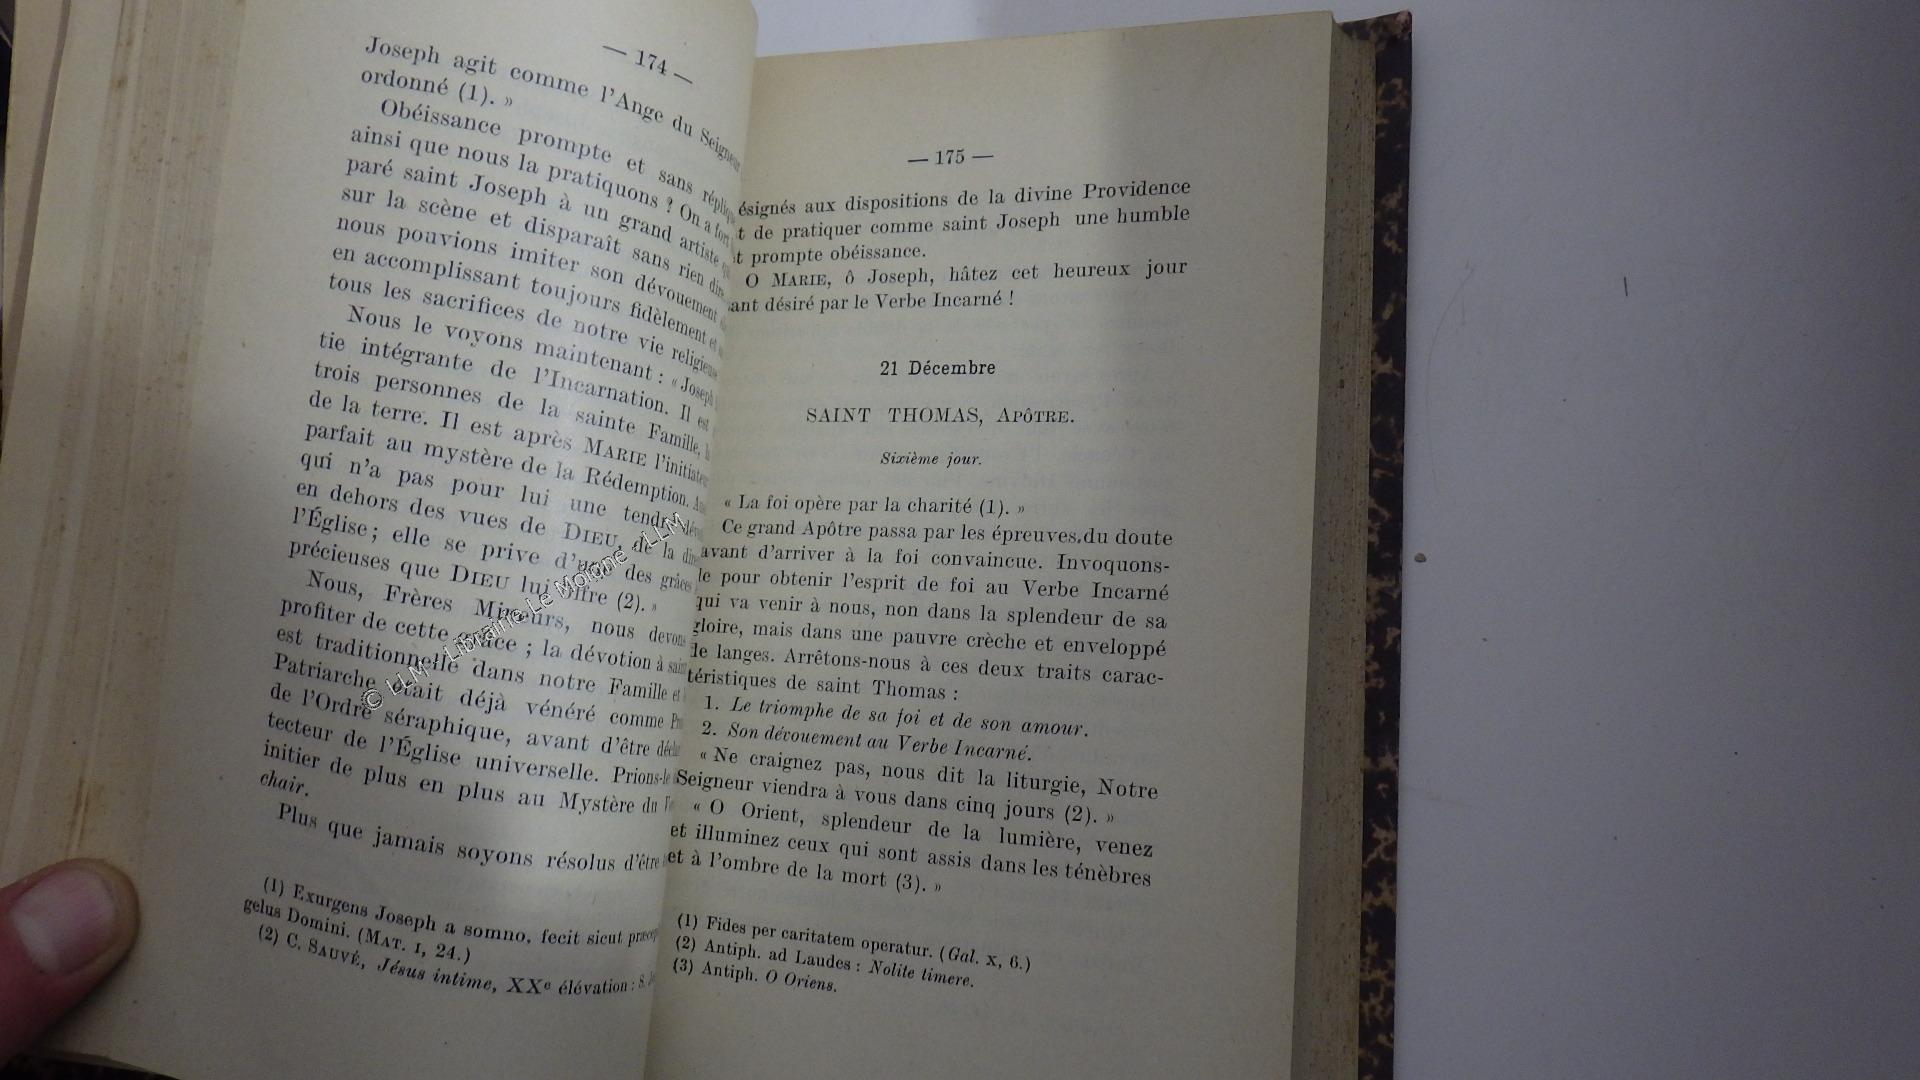 — 174 —
Joseph agit comme l'Ange du Seigneur
ordonné (1). »
Obéissance prompte et sans réplique
ainsi que nous la pratiquons ? On a fort
paré saint Joseph à un grand artiste
sur la scène et disparaît sans rien dire
nous pouvions imiter son dévouement
en accomplissant toujours fidèlement et
tous les sacrifices de notre vie religieuse
Nous le voyons maintenant : « Joseph
tie intégrante de l'Incarnation. Il est
trois personnes de la sainte Famille,
de la terre. Il est après MARIE l'initiateur
parfait au mystère de la Rédemption.
qui n'a pas pour lui une tendre
en dehors des vues de DIEU, de la
l'Église ; elle se prive d'une des grâces
précieuses que DIEU lui offre (2). »
Nous, Frères Mineurs, nous devons
profiter de cette grâce ; la dévotion à saint
est traditionnelle dans notre Famille et
Patriarche était déjà vénéré comme
de l'Ordre séraphique, avant d'être
tecteur de l'Église universelle. Prions-le
initier de plus en plus au Mystère du
chair.
Plus que jamais soyons résolus d'être
(1) Exurgens Joseph a somno, fecit sicut
gelus Domini. (MAT. I, 24.)
(2) C. SAUVÉ, Jésus intime, XXe élévation : S.
© LLM - Librairie Le Moione - LLM
— 175 —
ésignés aux dispositions de la divine Providence
t de pratiquer comme saint Joseph une humble
t prompte obéissance.
O MARIE, ô Joseph, hâtez cet heureux jour
tant désiré par le Verbe Incarné !
21 Décembre
SAINT THOMAS, APÔTRE.
Sixième jour.
« La foi opère par la charité (1). »
Ce grand Apôtre passa par les épreuves du doute
avant d'arriver à la foi convaincue. Invoquons-
le pour obtenir l'esprit de foi au Verbe Incarné
qui va venir à nous, non dans la splendeur de sa
gloire, mais dans une pauvre crèche et enveloppé
de langes. Arrêtons-nous à ces deux traits carac-
téristiques de saint Thomas :
1. Le triomphe de sa foi et de son amour.
2. Son dévouement au Verbe Incarné.
« Ne craignez pas, nous dit la liturgie, Notre
Seigneur viendra à vous dans cinq jours (2). »
« O Orient, splendeur de la lumière, venez
et illuminez ceux qui sont assis dans les ténèbres
et à l'ombre de la mort (3). »
(1) Fides per caritatem operatur. (Gal. x, 6.)
(2) Antiph. ad Laudes : Nolite timere.
(3) Antiph. O Oriens.